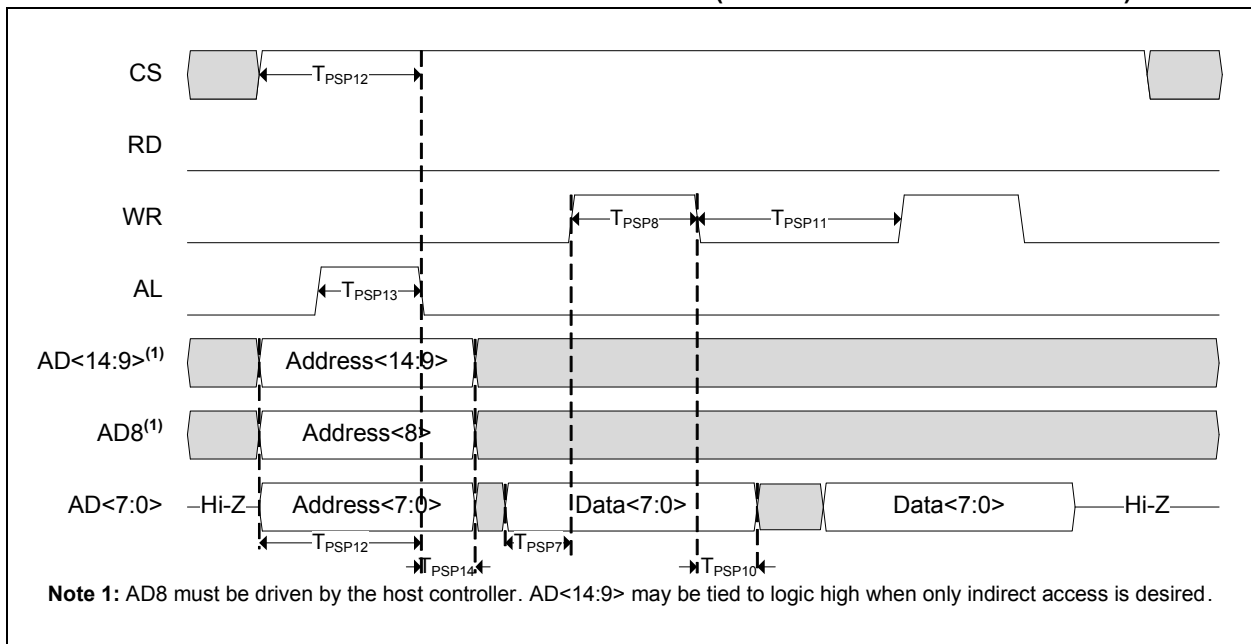 CS
T_PSP12
RD
WR
T_PSP8
T_PSP11
AL
T_PSP13
AD<14:9>(1)
Address<14:9>
AD8(1)
Address<8>
AD<7:0>
Hi-Z
Address<7:0>
Data<7:0>
Data<7:0>
Hi-Z
T_PSP12
T_PSP7
T_PSP14
T_PSP10
Note 1: AD8 must be driven by the host controller. AD<14:9> may be tied to logic high when only indirect access is desired.